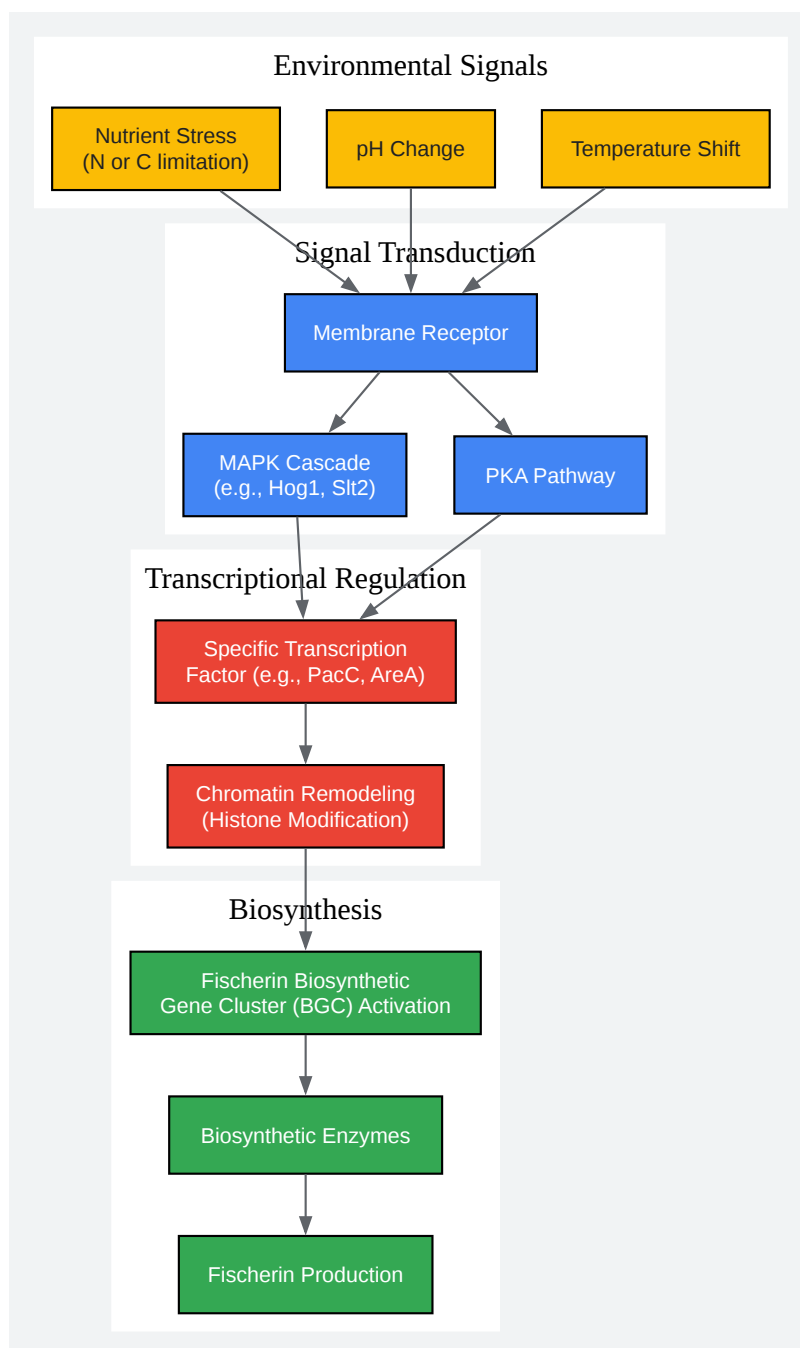 Environmental Signals
Nutrient Stress
(N or C limitation)
pH Change
Temperature Shift
Signal Transduction
Membrane Receptor
MAPK Cascade
(e.g., Hog1, Slt2)
PKA Pathway
Transcriptional Regulation
Specific Transcription
Factor (e.g., PacC, AreA)
Chromatin Remodeling
(Histone Modification)
Biosynthesis
Fischerin Biosynthetic
Gene Cluster (BGC) Activation
Biosynthetic Enzymes
Fischerin Production